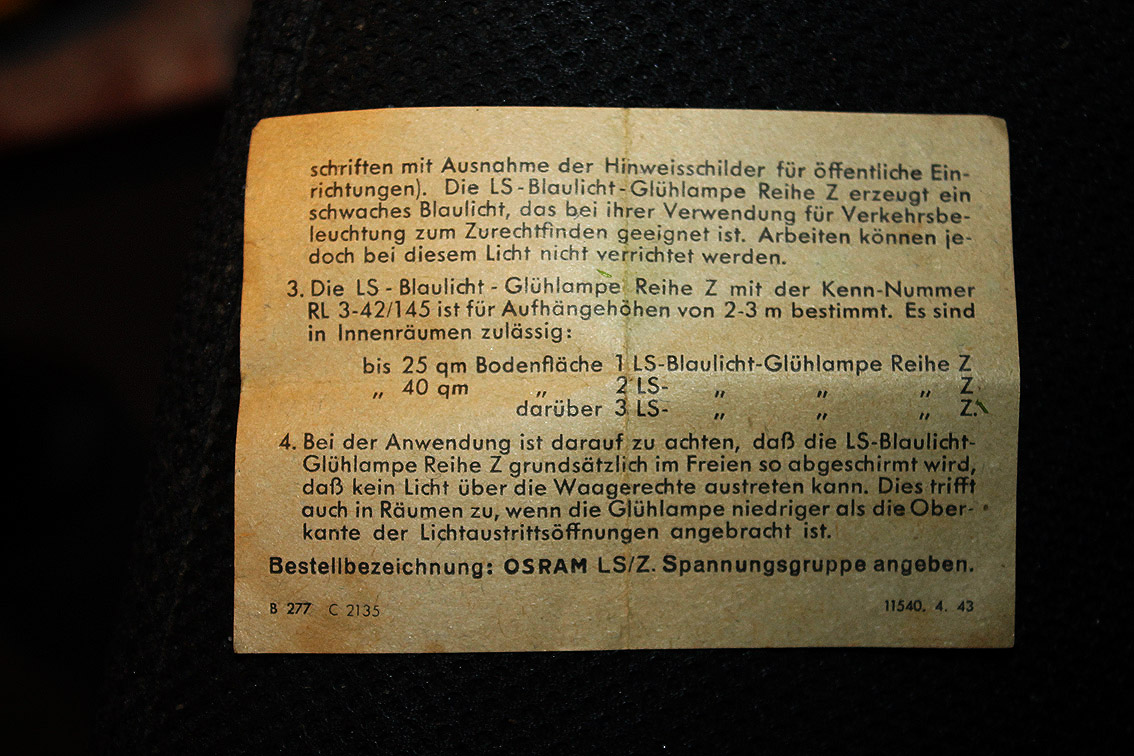 schriften mit Ausnahme der Hinweisschilder für öffentliche Ein-
richtungen). Die LS-Blaulicht-Glühlampe Reihe Z erzeugt ein
schwaches Blaulicht, das bei ihrer Verwendung für Verkehrsbe-
leuchtung zum Zurechtfinden geeignet ist. Arbeiten können je-
doch bei diesem Licht nicht verrichtet werden.
3. Die LS - Blaulicht - Glühlampe Reihe Z mit der Kenn-Nummer
RL 3-42/145 ist für Aufhängehöhen von 2-3 m bestimmt. Es sind
in Innenräumen zulässig:
bis 25 qm Bodenfläche 1 LS-Blaulicht-Glühlampe Reihe Z
„ 40 qm „ 2 LS- „ „ „ Z
darüber 3 LS- „ „ „ Z.
4. Bei der Anwendung ist darauf zu achten, daß die LS-Blaulicht-
Glühlampe Reihe Z grundsätzlich im Freien so abgeschirmt wird,
daß kein Licht über die Waagerechte austreten kann. Dies trifft
auch in Räumen zu, wenn die Glühlampe niedriger als die Ober-
kante der Lichtaustrittsöffnungen angebracht ist.
Bestellbezeichnung: OSRAM LS/Z. Spannungsgruppe angeben.
B 277 C 2135 11540. 4. 43